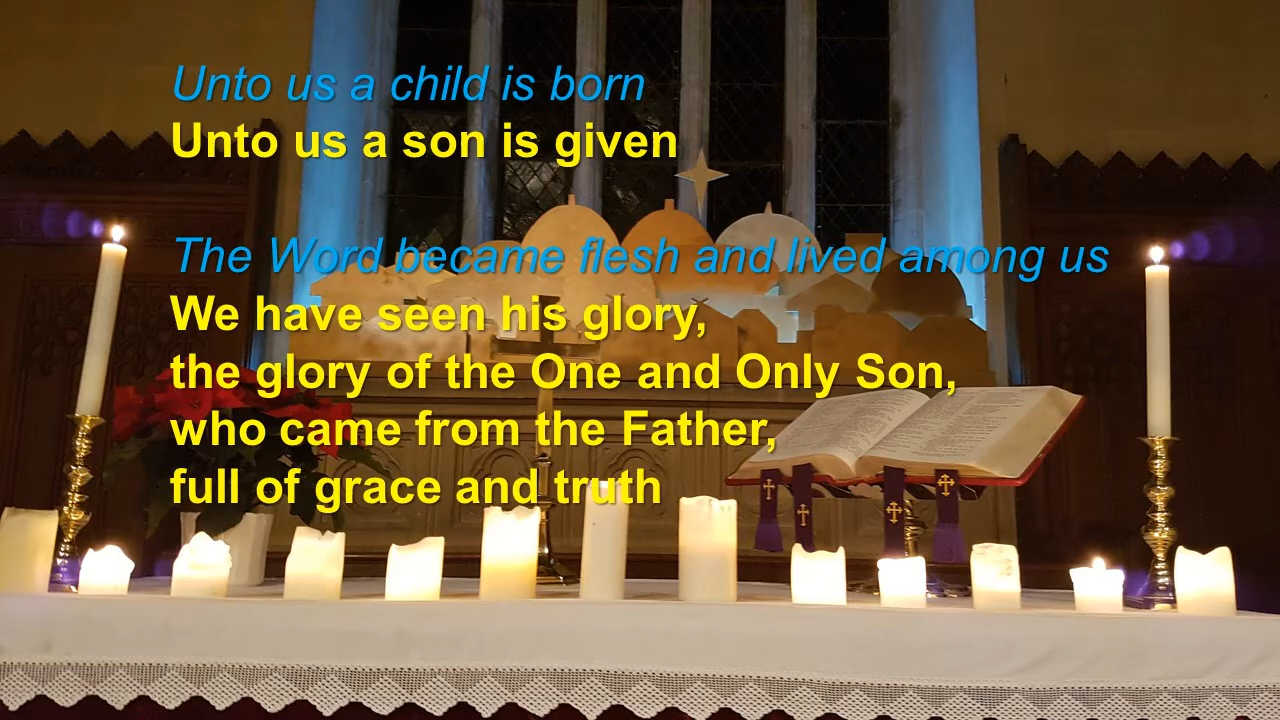 Unto us a child is born
Unto us a son is given
The Word became flesh and lived among us
We have seen his glory,
the glory of the One and Only Son,
who came from the Father,
full of grace and truth